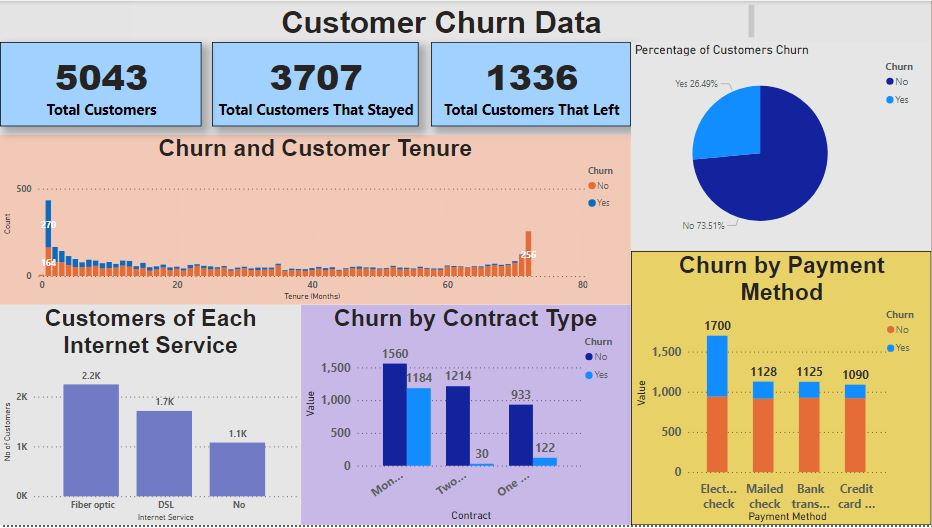 Customer Churn Data
5043
Total Customers
3707
Total Customers That Stayed
1336
Total Customers That Left
Percentage of Customers Churn
Churn
No
Yes
Yes 26.49%
No 73.51%
Churn and Customer Tenure
Churn
No
Yes
Count
500
0
270
164
256
0
20
40
60
80
Tenure (Months)
Customers of Each
Internet Service
No of Customers
2K
1K
0K
2.2K
1.7K
1.1K
Fiber optic
DSL
No
Internet Service
Churn by Contract Type
Churn
No
Yes
Value
1,500
1,000
500
0
1560
1184
1214
30
933
122
Mon...
Two...
One ...
Contract
Churn by Payment
Method
Churn
No
Yes
Value
1,500
1,000
500
0
1700
1128
1125
1090
Elect...
check
Mailed
check
Bank
trans...
Credit
card ...
Payment Method